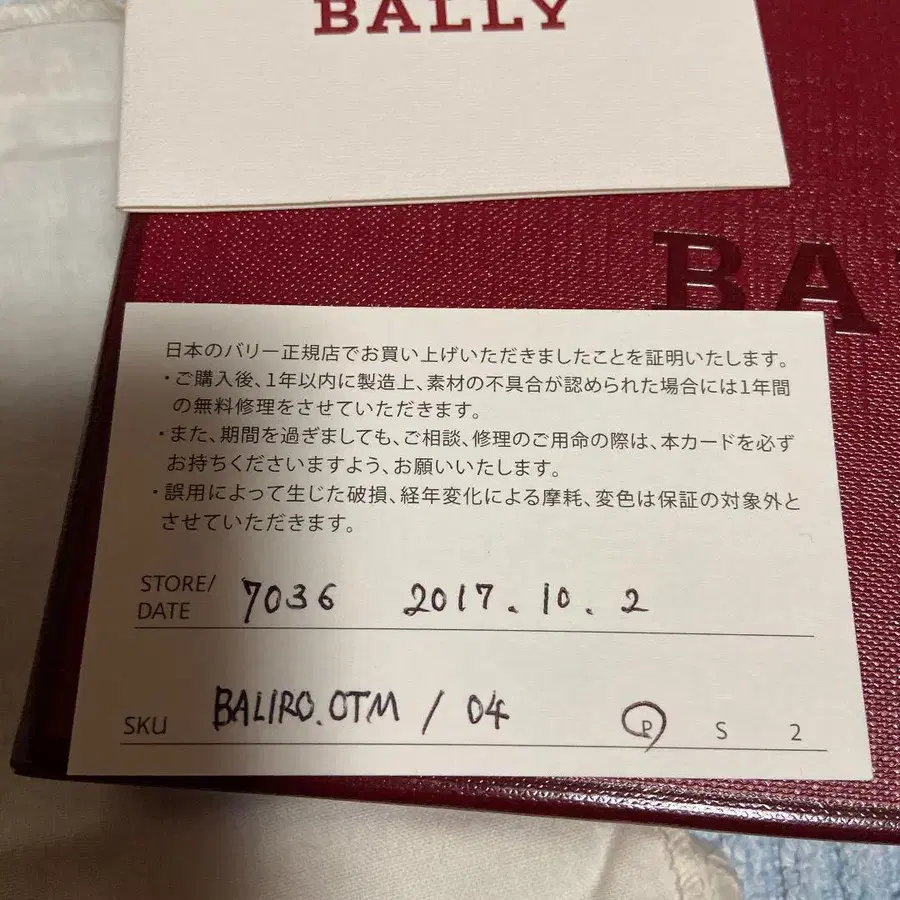 BALLY
BA
日本のバリー正規店でお買い上げいただきましたことを証明いたします。
・ご購入後、1年以内に製造上、素材の不具合が認められた場合には1年間
の無料修理をさせていただきます。
・また、期間を過ぎましても、ご相談、修理のご用命の際は、本カードを必ず
お持ちくださいますよう、お願いいたします。
・誤用によって生じた破損、経年変化による摩耗、変色は保証の対象外と
させていただきます。
STORE/ 7036 2017.10.2
DATE
SKU BALIRO.OTM / 04 P S 2